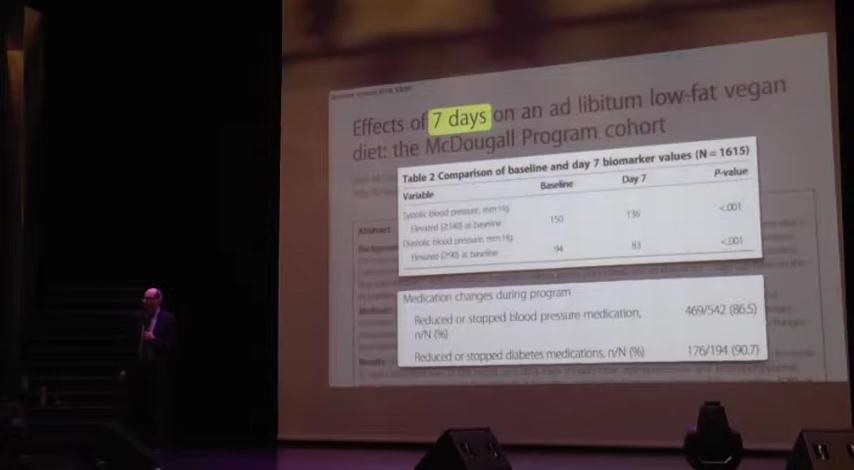 Effects of 7 days on an ad libitum low-fat vegan
diet: the McDougall Program cohort
Table 2 Comparison of baseline and day 7 biomarker values (N = 1615)
Variable Baseline Day 7 P-value
Systolic blood pressure, mm Hg
Elevated (≥140) at baseline 150 136 <.001
Diastolic blood pressure, mm Hg
Elevated (≥90) at baseline 94 83 <.001
Abstract
Medication changes during program
Reduced or stopped blood pressure medication, 469/542 (86.5)
n/N (%)
Reduced or stopped diabetes medications, n/N (%) 176/194 (90.7)
Results